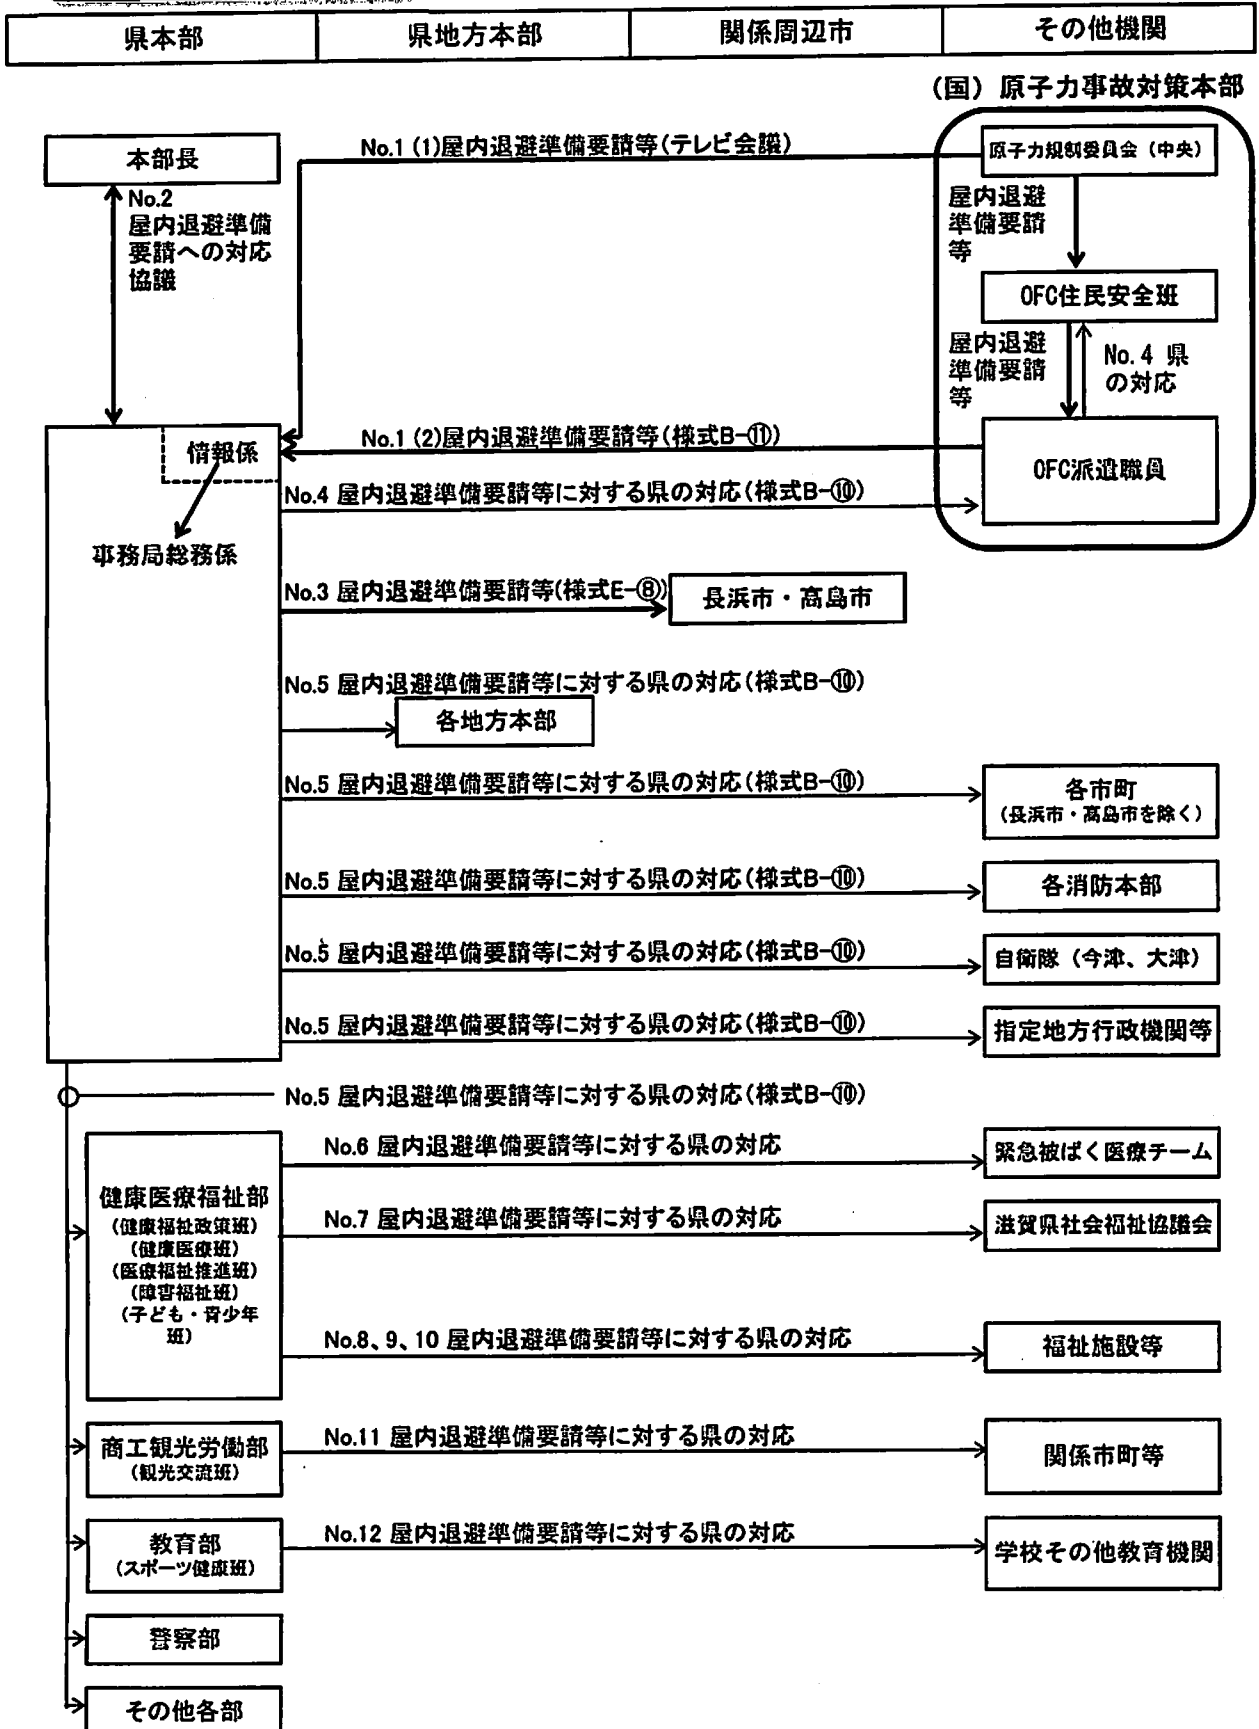 県本部
県地方本部
関係周辺市
その他機関
（国）原子力事故対策本部
本部長
No.1 (1)屋内退避準備要請等(テレビ会議)
原子力規制委員会（中央）
No.2
屋内退避準備
要請への対応
協議
屋内退避
準備要請
等
OFC住民安全班
屋内退避
準備要請
等
No.4 県
の対応
情報係
No.1 (2)屋内退避準備要請等(様式B-⑪)
OFC派遣職員
No.4 屋内退避準備要請等に対する県の対応(様式B-⑩)
事務局総務係
No.3 屋内退避準備要請等(様式E-⑧)
長浜市・高島市
No.5 屋内退避準備要請等に対する県の対応(様式B-⑩)
各地方本部
No.5 屋内退避準備要請等に対する県の対応(様式B-⑩)
各市町
(長浜市・高島市を除く)
No.5 屋内退避準備要請等に対する県の対応(様式B-⑩)
各消防本部
No.5 屋内退避準備要請等に対する県の対応(様式B-⑩)
自衛隊（今津、大津）
No.5 屋内退避準備要請等に対する県の対応(様式B-⑩)
指定地方行政機関等
No.5 屋内退避準備要請等に対する県の対応(様式B-⑩)
健康医療福祉部
(健康福祉政策班)
(健康医療班)
(医療福祉推進班)
(障害福祉班)
(子ども・青少年
班)
No.6 屋内退避準備要請等に対する県の対応
緊急被ばく医療チーム
No.7 屋内退避準備要請等に対する県の対応
滋賀県社会福祉協議会
No.8、9、10 屋内退避準備要請等に対する県の対応
福祉施設等
商工観光労働部
(観光交流班)
No.11 屋内退避準備要請等に対する県の対応
関係市町等
教育部
(スポーツ健康班)
No.12 屋内退避準備要請等に対する県の対応
学校その他教育機関
警察部
その他各部